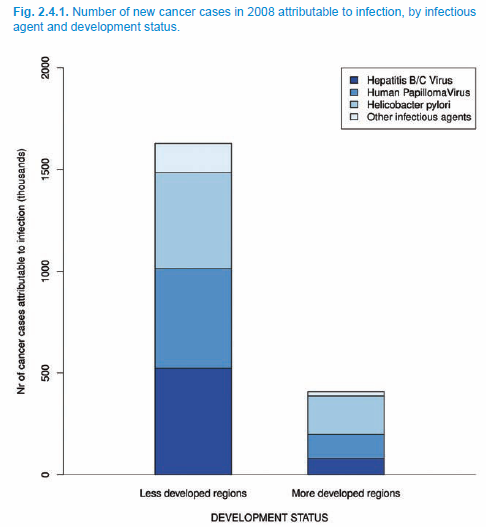 Fig. 2.4.1. Number of new cancer cases in 2008 attributable to infection, by infectious
agent and development status.
Hepatitis B/C Virus
Human PapillomaVirus
Helicobacter pylori
Other infectious agents
Nr of cancer cases attributable to infection (thousands)
2000
1500
1000
500
0
Less developed regions
More developed regions
DEVELOPMENT STATUS